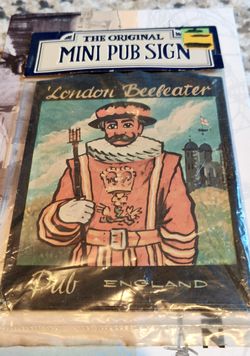 THE ORIGINAL
MINI PUB SIGN
London Beefeater
Pub ENGLAND